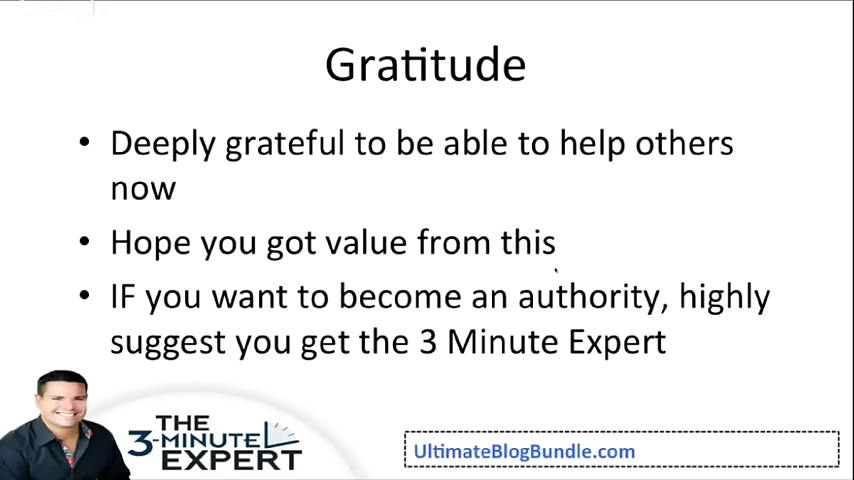 Gratitude
• Deeply grateful to be able to help others
now
• Hope you got value from this
• IF you want to become an authority, highly
suggest you get the 3 Minute Expert
THE
3-MINUTE
EXPERT
UltimateBlogBundle.com